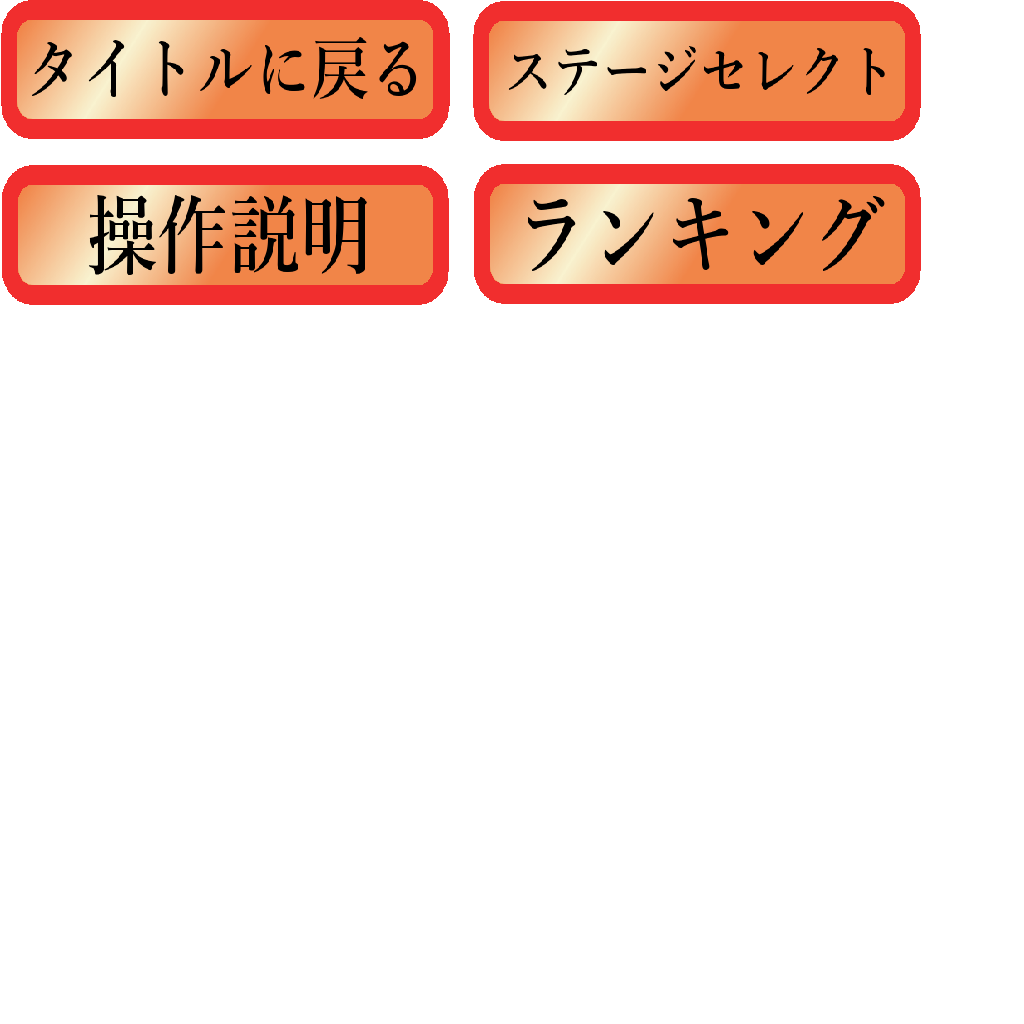 タイトルに戻る
ステージセレクト
操作説明
ランキング